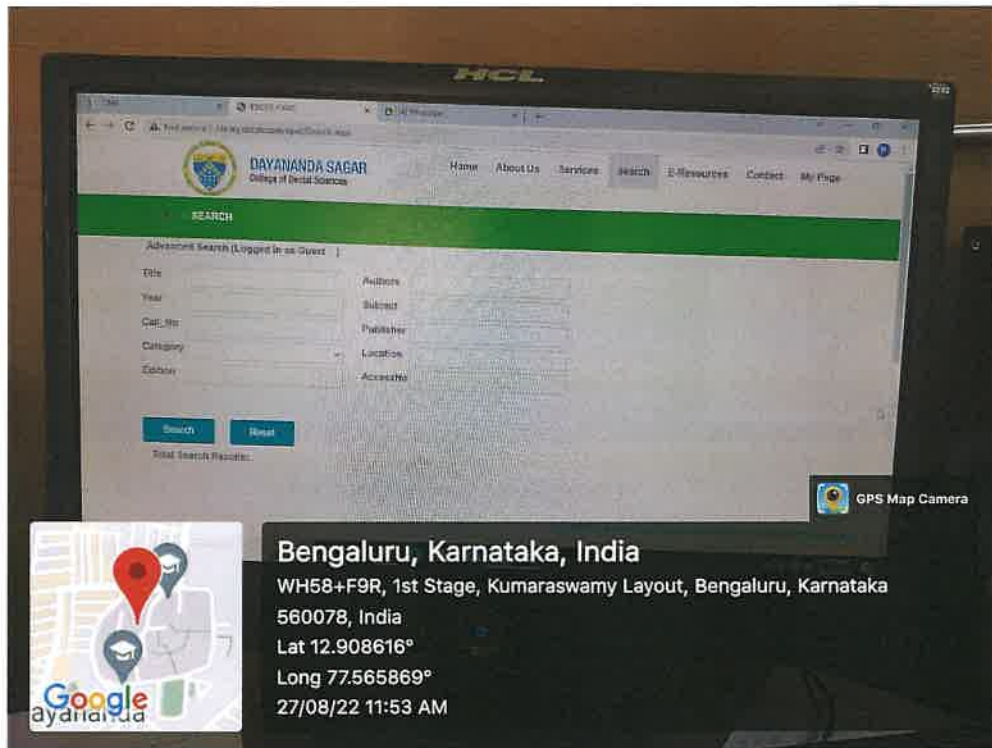 HCL
DAYANANDA SAGAR
College of Dental Sciences
Home About Us Services Search E-Resources Contact My Page
SEARCH
Advanced Search (Logged in as Guest )
Title
Authors
Year
Subject
Call_No
Publisher
Category
Location
Edition
AccessNo
Search Reset
Total Search Results:
GPS Map Camera
Bengaluru, Karnataka, India
WH58+F9R, 1st Stage, Kumaraswamy Layout, Bengaluru, Karnataka
560078, India
Lat 12.908616°
Long 77.565869°
27/08/22 11:53 AM
Google
ayananda